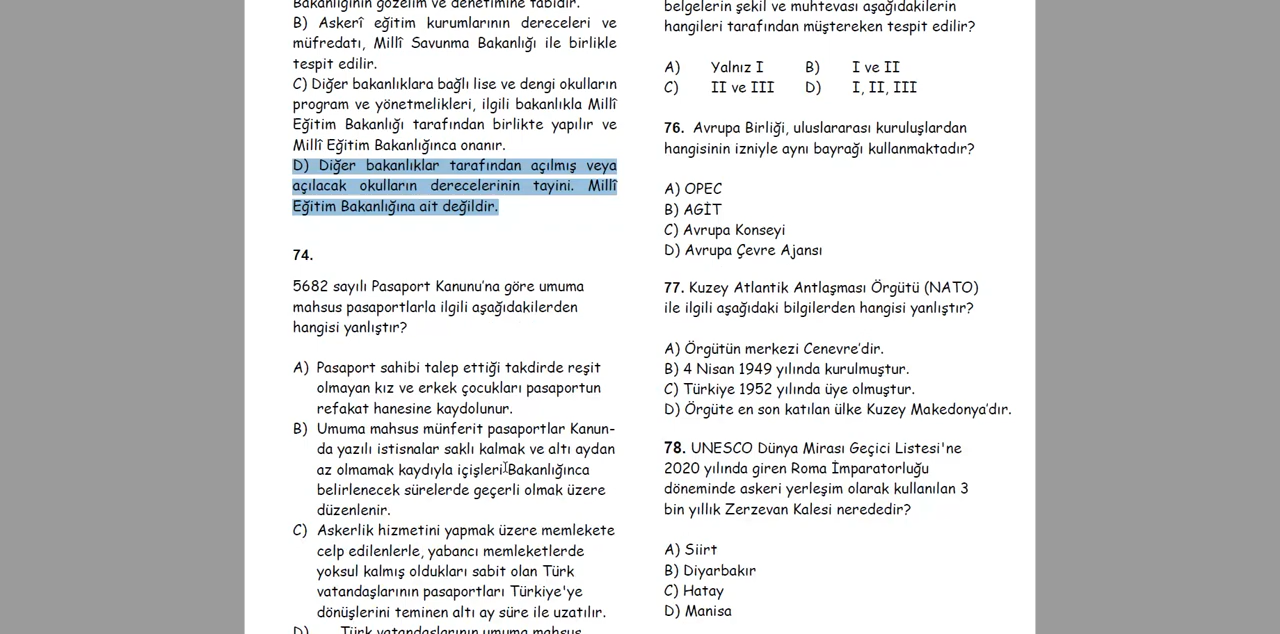 Bakanlığının gözetim ve denetimine tabidir.
B) Askerî eğitim kurumlarının dereceleri ve
müfredatı, Millî Savunma Bakanlığı ile birlikte
tespit edilir.
C) Diğer bakanlıklara bağlı lise ve dengi okulların
program ve yönetmelikleri, ilgili bakanlıkla Millî
Eğitim Bakanlığı tarafından birlikte yapılır ve
Millî Eğitim Bakanlığınca onanır.
D) Diğer bakanlıklar tarafından açılmış veya
açılacak okulların derecelerinin tayini. Millî
Eğitim Bakanlığına ait değildir.
74.
5682 sayılı Pasaport Kanunu’na göre umuma
mahsus pasaportlarla ilgili aşağıdakilerden
hangisi yanlıştır?
A) Pasaport sahibi talep ettiği takdirde reşit
olmayan kız ve erkek çocukları pasaportun
refakat hanesine kaydolunur.
B) Umuma mahsus münferit pasaportlar Kanun-
da yazılı istisnalar saklı kalmak ve altı aydan
az olmamak kaydıyla içişleri Bakanlığınca
belirlenecek sürelerde geçerli olmak üzere
düzenlenir.
C) Askerlik hizmetini yapmak üzere memlekete
celp edilenlerle, yabancı memleketlerde
yoksul kalmış oldukları sabit olan Türk
vatandaşlarının pasaportları Türkiye'ye
dönüşlerini teminen altı ay süre ile uzatılır.
D) Türk vatandaşlarının umuma mahsus
belgelerin şekil ve muhtevası aşağıdakilerin
hangileri tarafından müştereken tespit edilir?
A) Yalnız I B) I ve II
C) II ve III D) I, II, III
76. Avrupa Birliği, uluslararası kuruluşlardan
hangisinin izniyle aynı bayrağı kullanmaktadır?
A) OPEC
B) AGİT
C) Avrupa Konseyi
D) Avrupa Çevre Ajansı
77. Kuzey Atlantik Antlaşması Örgütü (NATO)
ile ilgili aşağıdaki bilgilerden hangisi yanlıştır?
A) Örgütün merkezi Cenevre’dir.
B) 4 Nisan 1949 yılında kurulmuştur.
C) Türkiye 1952 yılında üye olmuştur.
D) Örgüte en son katılan ülke Kuzey Makedonya’dır.
78. UNESCO Dünya Mirası Geçici Listesi'ne
2020 yılında giren Roma İmparatorluğu
döneminde askeri yerleşim olarak kullanılan 3
bin yıllık Zerzevan Kalesi nerededir?
A) Siirt
B) Diyarbakır
C) Hatay
D) Manisa